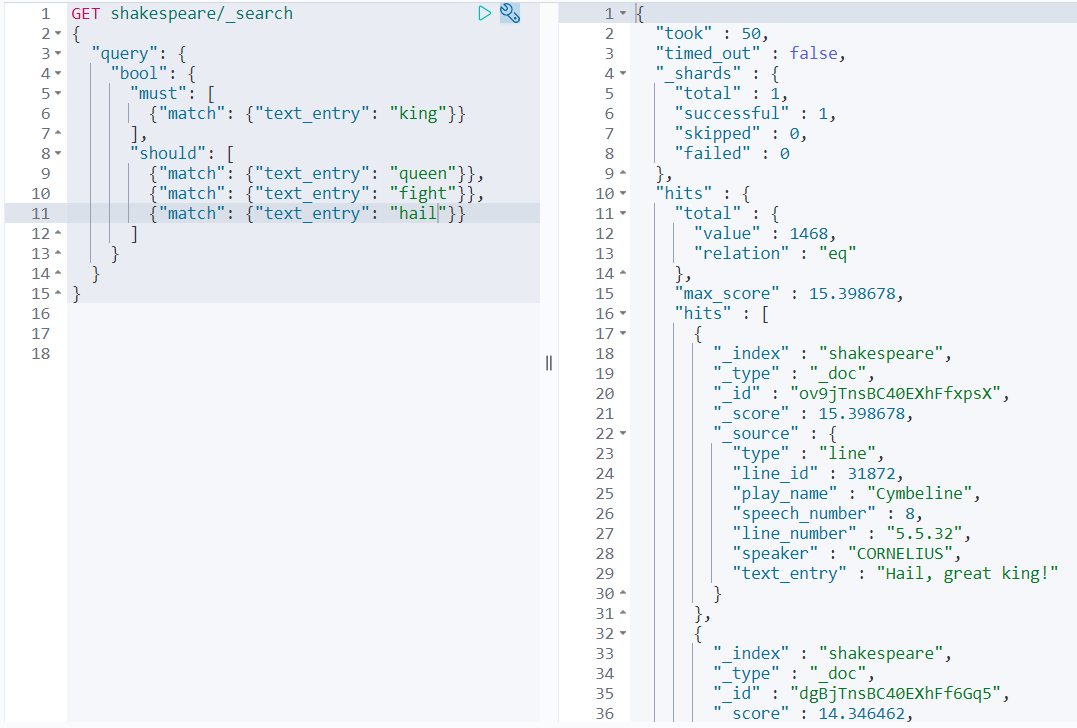 1 GET shakespeare/_search
2 {
3 "query": {
4 "bool": {
5 "must": [
6 {"match": {"text_entry": "king"}}
7 ],
8 "should": [
9 {"match": {"text_entry": "queen"}},
10 {"match": {"text_entry": "fight"}},
11 {"match": {"text_entry": "hail"}}
12 ]
13 }
14 }
15 }
16
17
18
1 {
2 "took" : 50,
3 "timed_out" : false,
4 "_shards" : {
5 "total" : 1,
6 "successful" : 1,
7 "skipped" : 0,
8 "failed" : 0
9 },
10 "hits" : {
11 "total" : {
12 "value" : 1468,
13 "relation" : "eq"
14 },
15 "max_score" : 15.398678,
16 "hits" : [
17 {
18 "_index" : "shakespeare",
19 "_type" : "_doc",
20 "_id" : "ov9jTnsBC40EXhFfxpsX",
21 "_score" : 15.398678,
22 "_source" : {
23 "type" : "line",
24 "line_id" : 31872,
25 "play_name" : "Cymbeline",
26 "speech_number" : 8,
27 "line_number" : "5.5.32",
28 "speaker" : "CORNELIUS",
29 "text_entry" : "Hail, great king!"
30 }
31 },
32 {
33 "_index" : "shakespeare",
34 "_type" : "_doc",
35 "_id" : "dgBjTnsBC40EXhFf6Gq5",
36 "_score" : 14.346462,